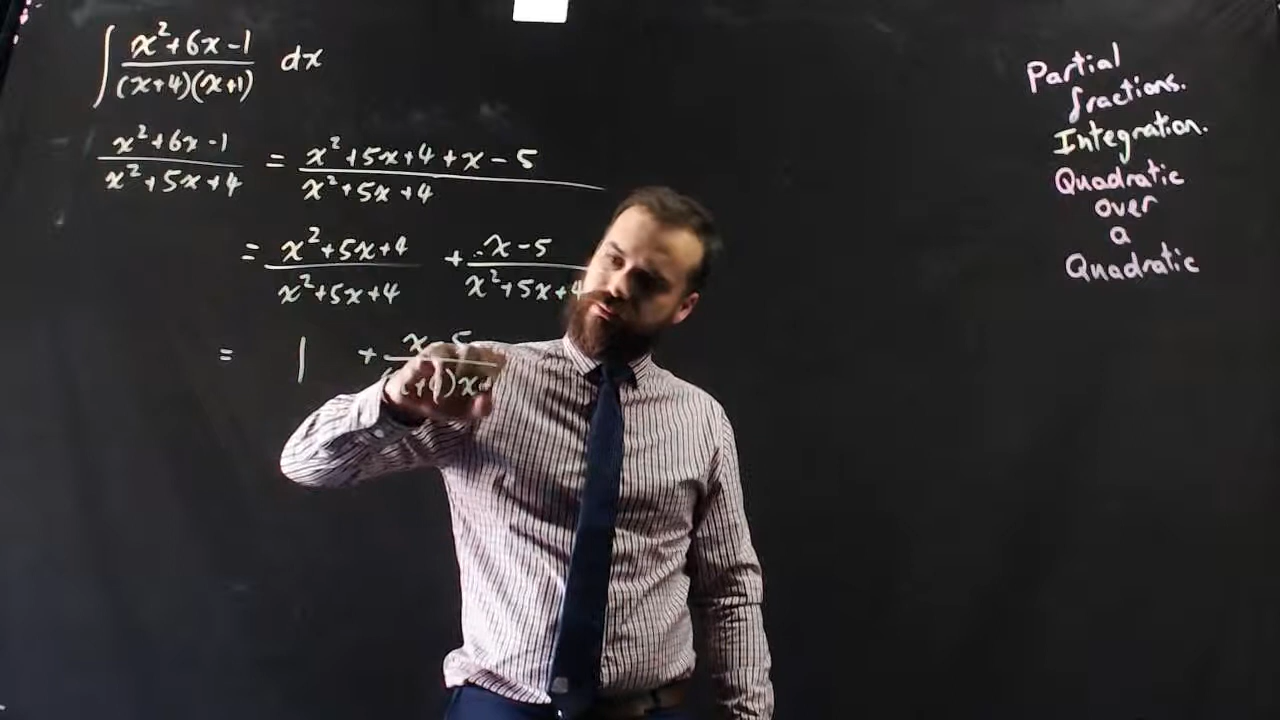 ∫ x²+6x-1 / (x+4)(x+1) dx
x²+6x-1 / x²+5x+4 = x²+5x+4+x-5 / x²+5x+4
= x²+5x+4 / x²+5x+4 + x-5 / x²+5x+4
= 1 + x-5
Partial
fractions.
Integration.
Quadratic
over
a
Quadratic